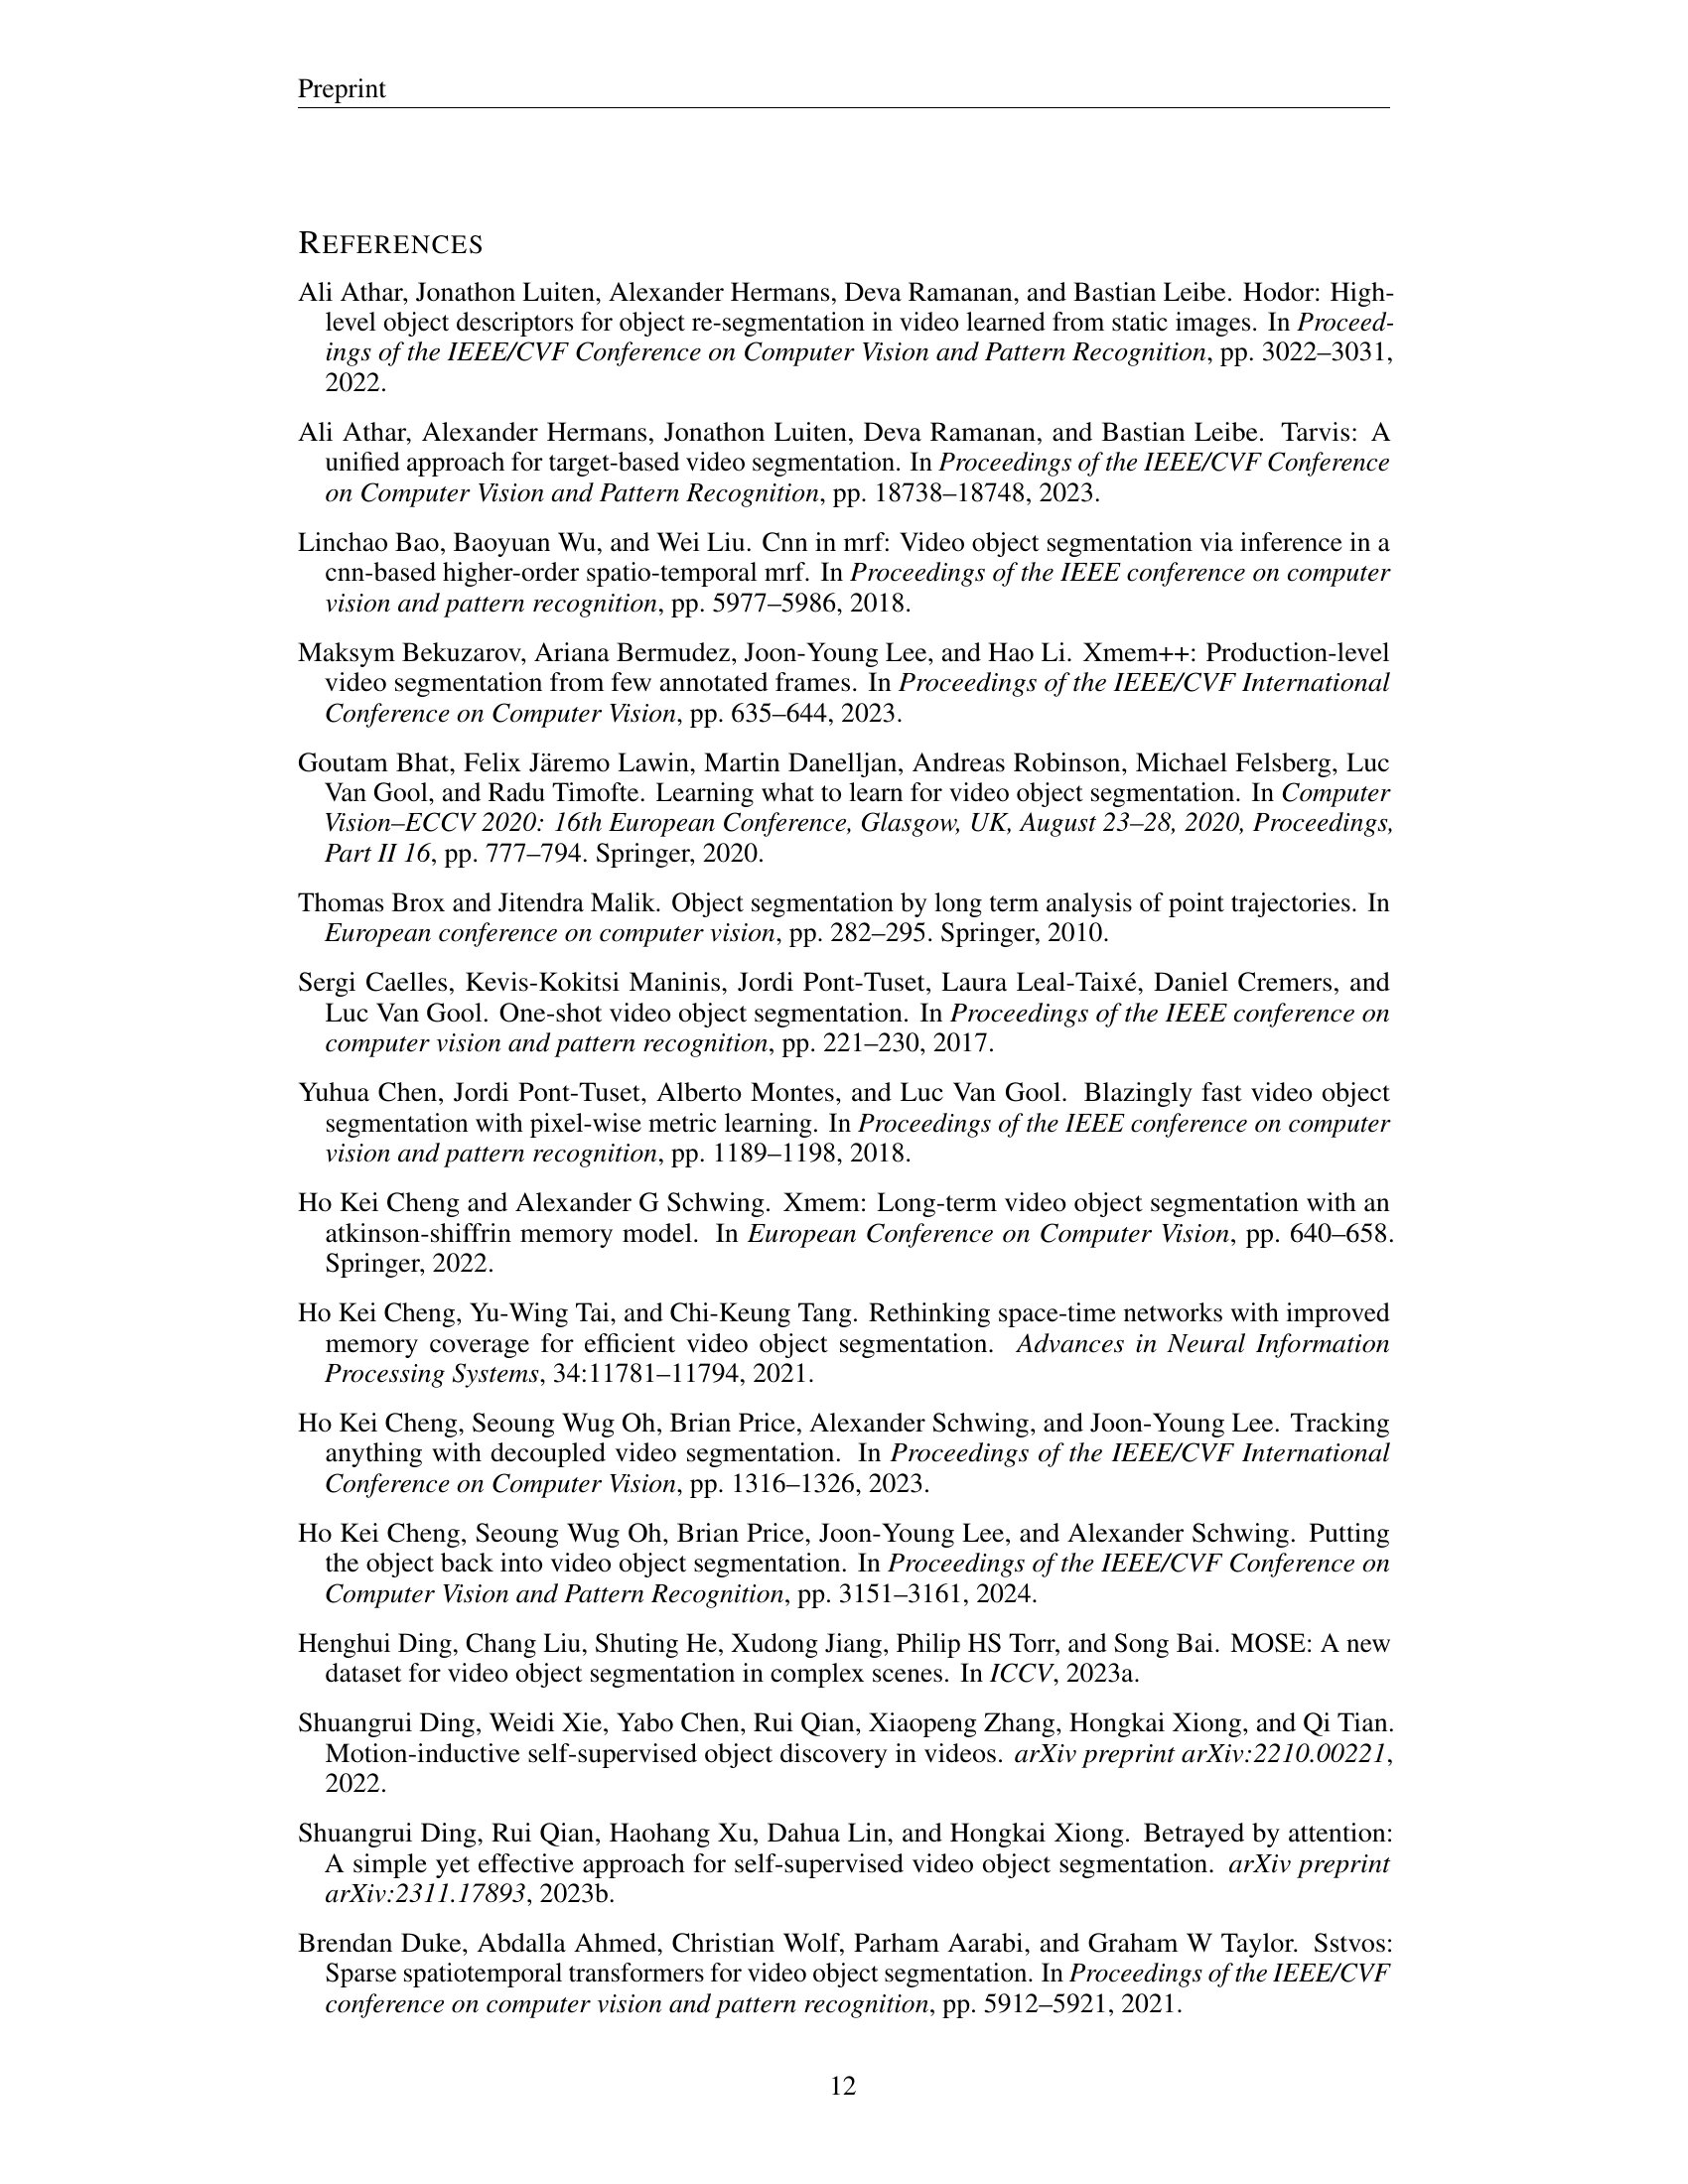 Preprint
REFERENCES
Ali Athar, Jonathon Luiten, Alexander Hermans, Deva Ramanan, and Bastian Leibe. Hodor: High-
level object descriptors for object re-segmentation in video learned from static images. In Proceed-
ings of the IEEE/CVF Conference on Computer Vision and Pattern Recognition, pp. 3022–3031,
2022.
Ali Athar, Alexander Hermans, Jonathon Luiten, Deva Ramanan, and Bastian Leibe. Tarvis: A
unified approach for target-based video segmentation. In Proceedings of the IEEE/CVF Conference
on Computer Vision and Pattern Recognition, pp. 18738–18748, 2023.
Linchao Bao, Baoyuan Wu, and Wei Liu. Cnn in mrf: Video object segmentation via inference in a
cnn-based higher-order spatio-temporal mrf. In Proceedings of the IEEE conference on computer
vision and pattern recognition, pp. 5977–5986, 2018.
Maksym Bekuzarov, Ariana Bermudez, Joon-Young Lee, and Hao Li. Xmem++: Production-level
video segmentation from few annotated frames. In Proceedings of the IEEE/CVF International
Conference on Computer Vision, pp. 635–644, 2023.
Goutam Bhat, Felix Järemo Lawin, Martin Danelljan, Andreas Robinson, Michael Felsberg, Luc
Van Gool, and Radu Timofte. Learning what to learn for video object segmentation. In Computer
Vision–ECCV 2020: 16th European Conference, Glasgow, UK, August 23–28, 2020, Proceedings,
Part II 16, pp. 777–794. Springer, 2020.
Thomas Brox and Jitendra Malik. Object segmentation by long term analysis of point trajectories. In
European conference on computer vision, pp. 282–295. Springer, 2010.
Sergi Caelles, Kevis-Kokitsi Maninis, Jordi Pont-Tuset, Laura Leal-Taixé, Daniel Cremers, and
Luc Van Gool. One-shot video object segmentation. In Proceedings of the IEEE conference on
computer vision and pattern recognition, pp. 221–230, 2017.
Yuhua Chen, Jordi Pont-Tuset, Alberto Montes, and Luc Van Gool. Blazingly fast video object
segmentation with pixel-wise metric learning. In Proceedings of the IEEE conference on computer
vision and pattern recognition, pp. 1189–1198, 2018.
Ho Kei Cheng and Alexander G Schwing. Xmem: Long-term video object segmentation with an
atkinson-shiffrin memory model. In European Conference on Computer Vision, pp. 640–658.
Springer, 2022.
Ho Kei Cheng, Yu-Wing Tai, and Chi-Keung Tang. Rethinking space-time networks with improved
memory coverage for efficient video object segmentation. Advances in Neural Information
Processing Systems, 34:11781–11794, 2021.
Ho Kei Cheng, Seoung Wug Oh, Brian Price, Alexander Schwing, and Joon-Young Lee. Tracking
anything with decoupled video segmentation. In Proceedings of the IEEE/CVF International
Conference on Computer Vision, pp. 1316–1326, 2023.
Ho Kei Cheng, Seoung Wug Oh, Brian Price, Joon-Young Lee, and Alexander Schwing. Putting
the object back into video object segmentation. In Proceedings of the IEEE/CVF Conference on
Computer Vision and Pattern Recognition, pp. 3151–3161, 2024.
Henghui Ding, Chang Liu, Shuting He, Xudong Jiang, Philip HS Torr, and Song Bai. MOSE: A new
dataset for video object segmentation in complex scenes. In ICCV, 2023a.
Shuangrui Ding, Weidi Xie, Yabo Chen, Rui Qian, Xiaopeng Zhang, Hongkai Xiong, and Qi Tian.
Motion-inductive self-supervised object discovery in videos. arXiv preprint arXiv:2210.00221,
2022.
Shuangrui Ding, Rui Qian, Haohang Xu, Dahua Lin, and Hongkai Xiong. Betrayed by attention:
A simple yet effective approach for self-supervised video object segmentation. arXiv preprint
arXiv:2311.17893, 2023b.
Brendan Duke, Abdalla Ahmed, Christian Wolf, Parham Aarabi, and Graham W Taylor. Sstvos:
Sparse spatiotemporal transformers for video object segmentation. In Proceedings of the IEEE/CVF
conference on computer vision and pattern recognition, pp. 5912–5921, 2021.
12